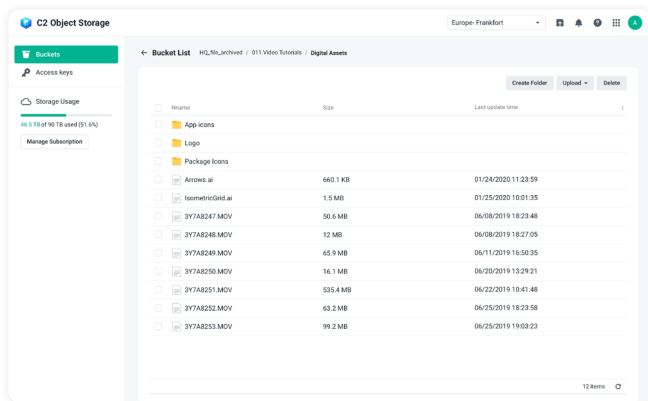 C2 Object Storage
Europe- Frankfort
A
Buckets
Access keys
Storage Usage
46.5 TB of 90 TB used (51.6%)
Manage Subscription
Bucket List HQ_file_archived / 011.Video Tutorials / Digital Assets
Create Folder Upload Delete
Nname Size Last update time
App icons
Logo
Package Icons
Arrows.ai 660.1 KB 01/24/2020 11:23:59
IsometricGrid.ai 1.5 MB 01/25/2020 10:01:35
3Y7A8247.MOV 50.6 MB 06/08/2019 18:23:48
3Y7A8248.MOV 12 MB 06/08/2019 18:27:05
3Y7A8249.MOV 65.9 MB 06/11/2019 16:50:35
3Y7A8250.MOV 16.1 MB 06/20/2019 13:29:21
3Y7A8251.MOV 535.4 MB 06/22/2019 10:41:48
3Y7A8252.MOV 63.2 MB 06/25/2019 18:23:58
3Y7A8253.MOV 99.2 MB 06/25/2019 19:03:23
12 items